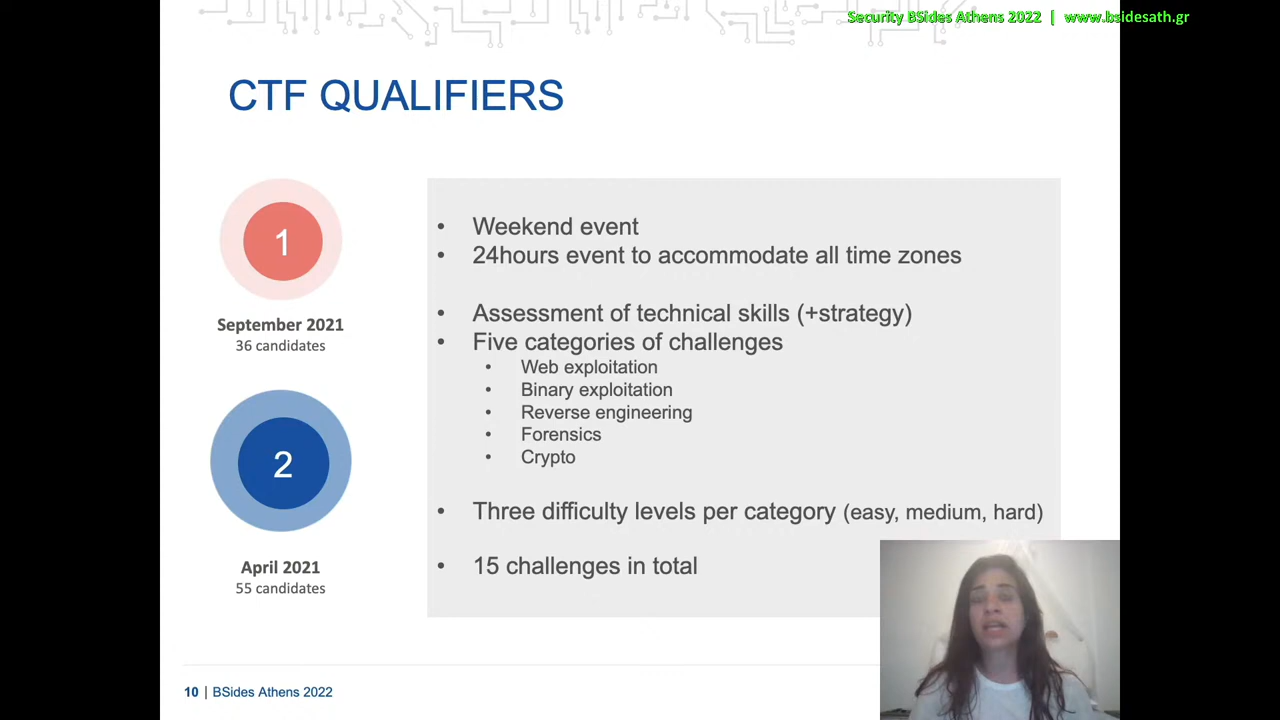 Security BSides Athens 2022 | www.bsidesath.gr
CTF QUALIFIERS
1
September 2021
36 candidates
2
April 2021
55 candidates
• Weekend event
• 24hours event to accommodate all time zones
• Assessment of technical skills (+strategy)
• Five categories of challenges
• Web exploitation
• Binary exploitation
• Reverse engineering
• Forensics
• Crypto
• Three difficulty levels per category (easy, medium, hard)
• 15 challenges in total
10 | BSides Athens 2022